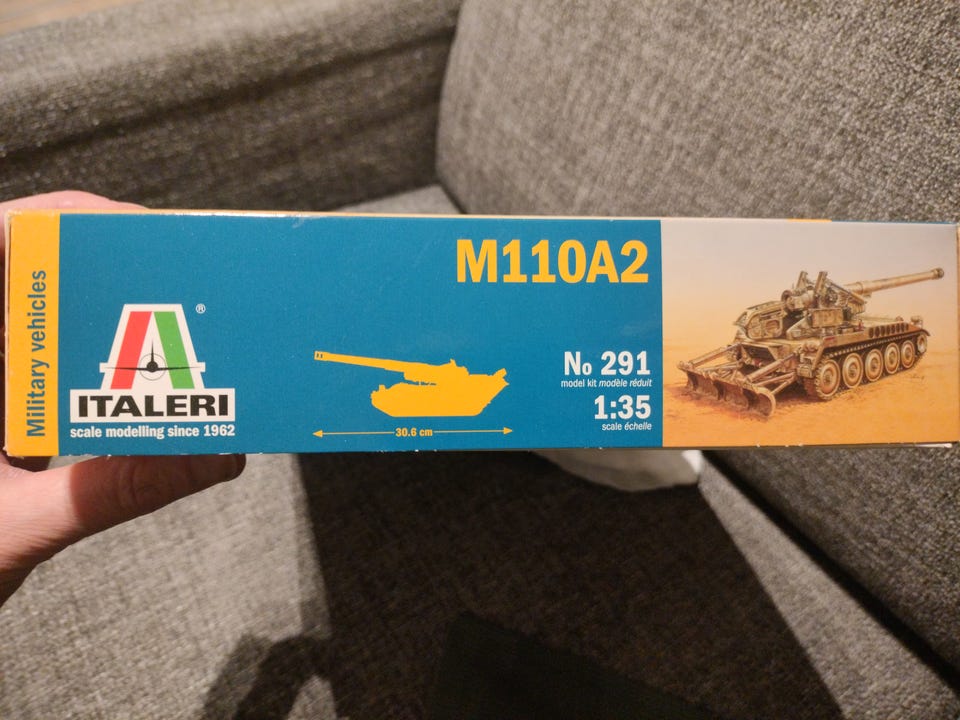 Military vehicles
ITALERI®
scale modelling since 1962
30.6 cm
M110A2
No 291
model kit modèle réduit
1:35
scale échelle